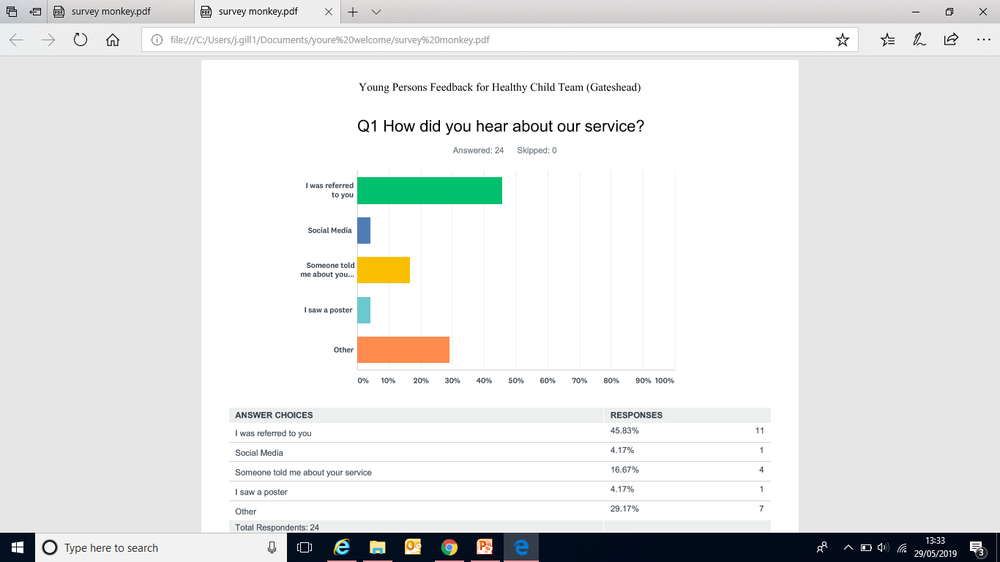 survey monkey.pdf
survey monkey.pdf
file:///C:/Users/j.gill1/Documents/youre%20welcome/survey%20monkey.pdf
Young Persons Feedback for Healthy Child Team (Gateshead)
Q1 How did you hear about our service?
Answered: 24 Skipped: 0
I was referred
to you
Social Media
Someone told
me about you...
I saw a poster
Other
0% 10% 20% 30% 40% 50% 60% 70% 80% 90% 100%
ANSWER CHOICES RESPONSES
I was referred to you 45.83% 11
Social Media 4.17% 1
Someone told me about your service 16.67% 4
I saw a poster 4.17% 1
Other 29.17% 7
Total Respondents: 24
Type here to search
13:33
29/05/2019
3